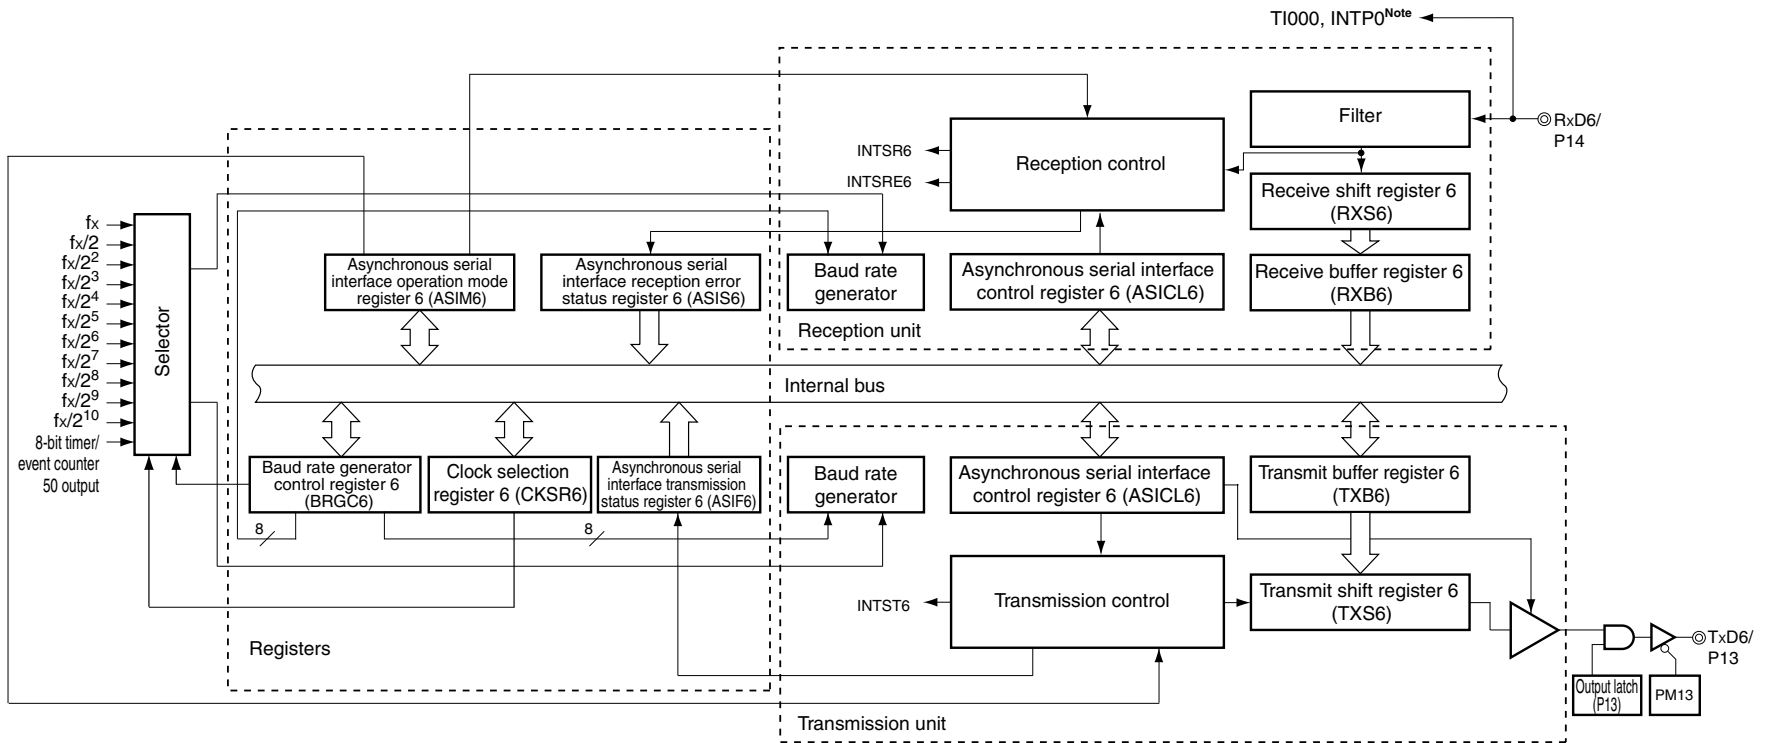 TI000, INTP0Note
Filter
RxD6/
P14
INTSR6
INTSRE6
Reception control
Receive shift register 6
(RXS6)
fX
fX/2
fX/2²
fX/2³
fX/2⁴
fX/2⁵
fX/2⁶
fX/2⁷
fX/2⁸
fX/2⁹
fX/2¹⁰
8-bit timer/
event counter
50 output
Selector
Asynchronous serial
interface operation mode
register 6 (ASIM6)
Asynchronous serial
interface reception error
status register 6 (ASIS6)
Baud rate
generator
Asynchronous serial interface
control register 6 (ASICL6)
Receive buffer register 6
(RXB6)
Reception unit
Internal bus
Baud rate generator
control register 6
(BRGC6)
Clock selection
register 6 (CKSR6)
Asynchronous serial
interface transmission
status register 6 (ASIF6)
Baud rate
generator
Asynchronous serial interface
control register 6 (ASICL6)
Transmit buffer register 6
(TXB6)
8
8
INTST6
Transmission control
Transmit shift register 6
(TXS6)
Registers
TxD6/
P13
Output latch
(P13)
PM13
Transmission unit